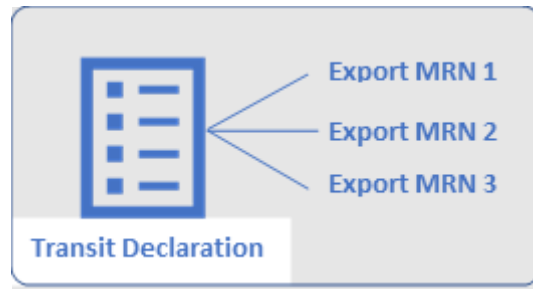 Export MRN 1
Export MRN 2
Export MRN 3
Transit Declaration